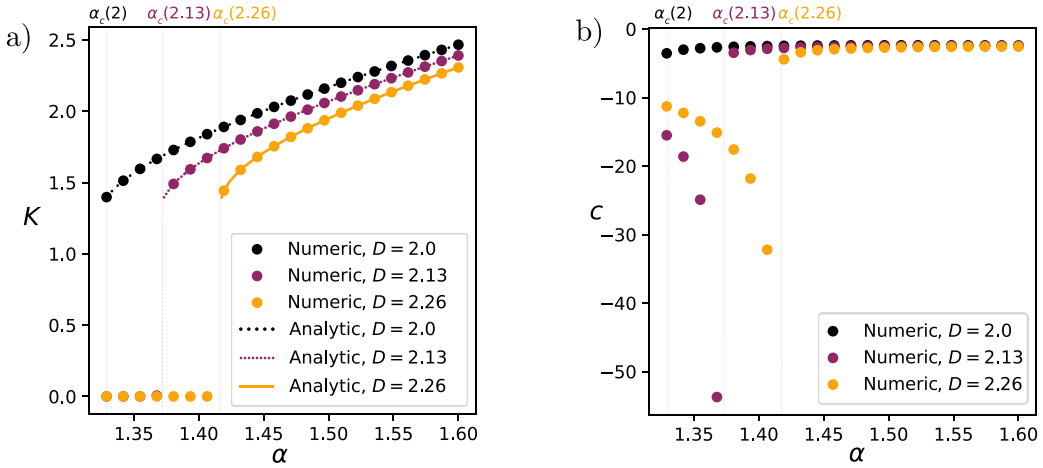 α_c(2) α_c(2.13) α_c(2.26)
a)
2.5
2.0
1.5
1.0
0.5
0.0
K
Numeric, D = 2.0
Numeric, D = 2.13
Numeric, D = 2.26
Analytic, D = 2.0
Analytic, D = 2.13
Analytic, D = 2.26
1.35 1.40 1.45 1.50 1.55 1.60
α
α_c(2) α_c(2.13) α_c(2.26)
b)
0
−10
−20
−30
−40
−50
c
Numeric, D = 2.0
Numeric, D = 2.13
Numeric, D = 2.26
1.35 1.40 1.45 1.50 1.55 1.60
α